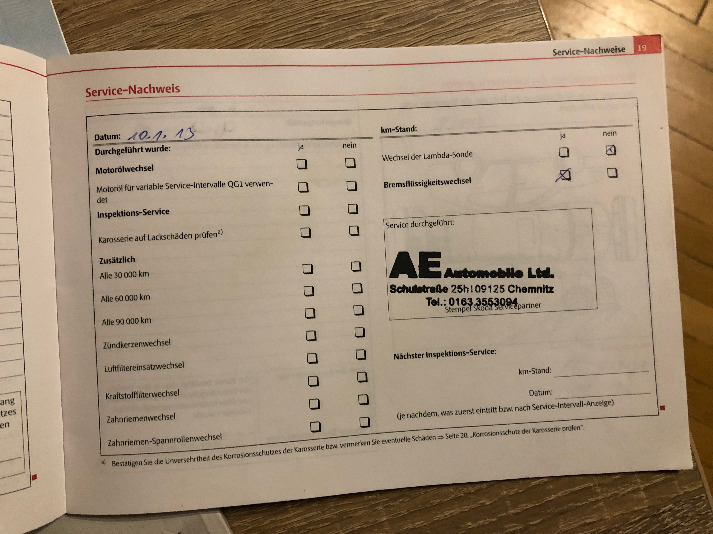 Service-Nachweise 19
Service-Nachweis
Datum: 10.1.13
Durchgeführt wurde: ja nein
Motorölwechsel
Motoröl für variable Service-Intervalle QG1 verwen-
det
Inspektions-Service
Karosserie auf Lackschäden prüfen a)
Zusätzlich
Alle 30 000 km
Alle 60 000 km
Alle 90 000 km
Zündkerzenwechsel
Luftfiltereinsatzwechsel
Kraftstofffilterwechsel
Zahnriemenwechsel
Zahnriemen-Spannrollenwechsel
km-Stand:
ja nein
Wechsel der Lambda-Sonde
Bremsflüssigkeitswechsel
Service durchgeführt:
AE Automobile Ltd.
Schulstraße 25h 09125 Chemnitz
Tel.: 0163 3553094
Stempel Škoda Servicepartner
Nächster Inspektions-Service:
km-Stand:
Datum:
(je nachdem, was zuerst eintritt bzw. nach Service-Intervall-Anzeige)
a) Bestätigen Sie die Unversehrtheit des Korrosionsschutzes der Karosserie bzw. vermerken Sie eventuelle Schäden ⇒ Seite 28, „Korrosionsschutz der Karosserie prüfen".
ang
tzes
en